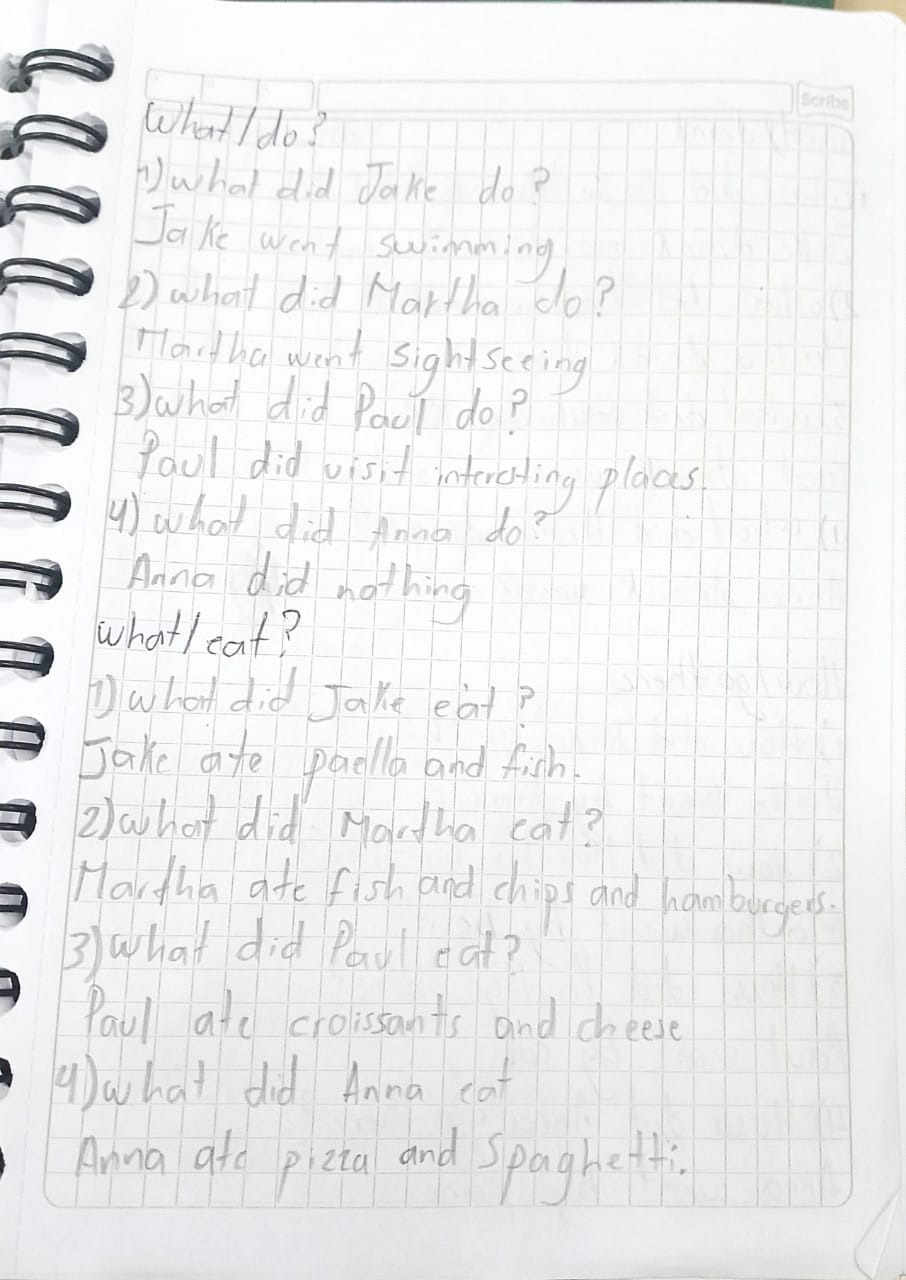 Scribe
What/do?
1) what did Jake do?
Jake went swimming
2) what did Martha do?
Martha went sightseeing
3) what did Paul do?
Paul did visit interesting places.
4) what did Anna do?
Anna did nothing
what/eat?
1) what did Jake eat?
Jake ate paella and fish.
2) what did Martha eat?
Martha ate fish and chips and hamburgers.
3) what did Paul eat?
Paul ate croissants and cheese
4) what did Anna eat
Anna ate pizza and Spaghetti.